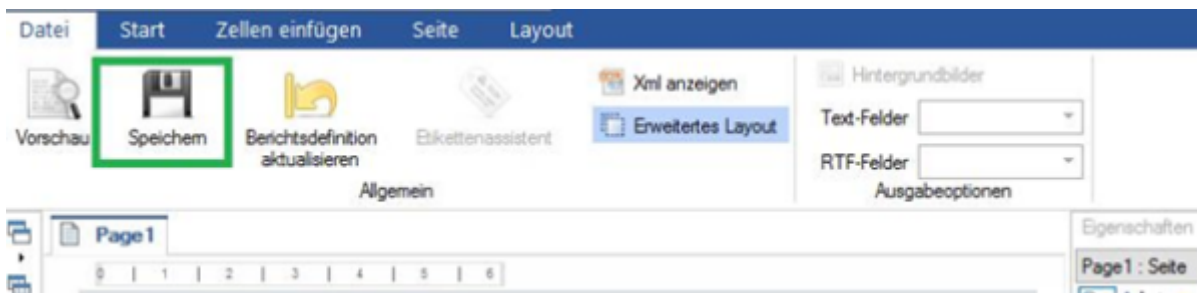 Datei Start Zellen einfügen Seite Layout
Vorschau
Speichern
Berichtsdefinition
aktualisieren
Etikettenassistent
Xml anzeigen
Erweitertes Layout
Allgemein
Hintergrundbilder
Text-Felder
RTF-Felder
Ausgabeoptionen
Page1
0 1 2 3 4 5 6
Eigenschaften
Page1 : Seite